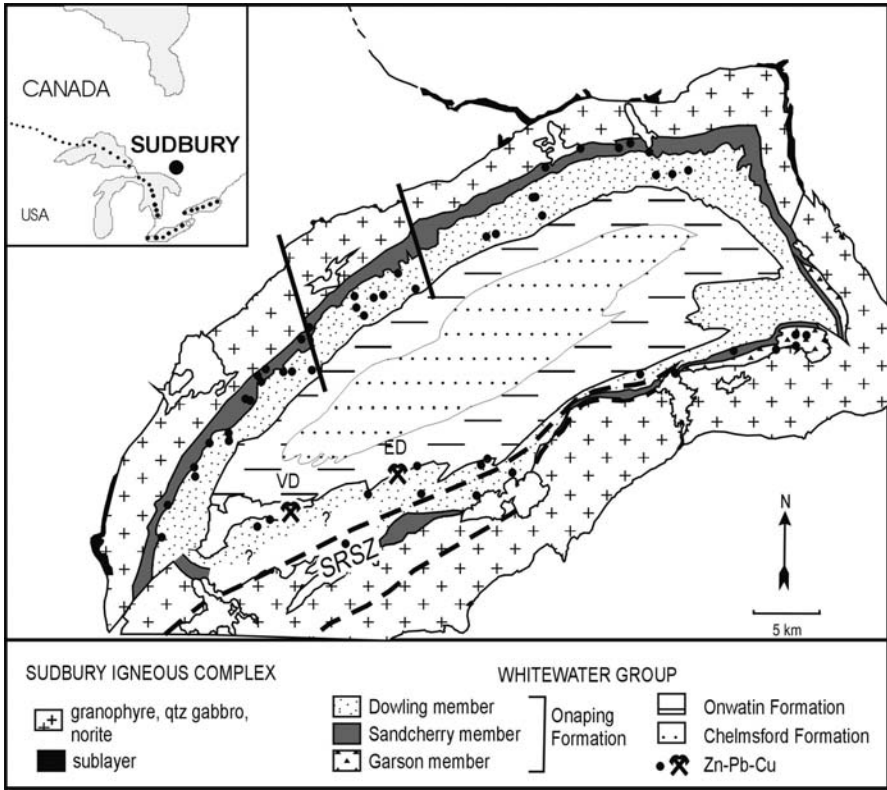 CANADA
SUDBURY
USA
ED
VD
?
?
SRSZ
N
5 km
SUDBURY IGNEOUS COMPLEX
granophyre, qtz gabbro,
norite
sublayer
WHITEWATER GROUP
Dowling member
Sandcherry member
Garson member
Onaping
Formation
Onwatin Formation
Chelmsford Formation
Zn-Pb-Cu